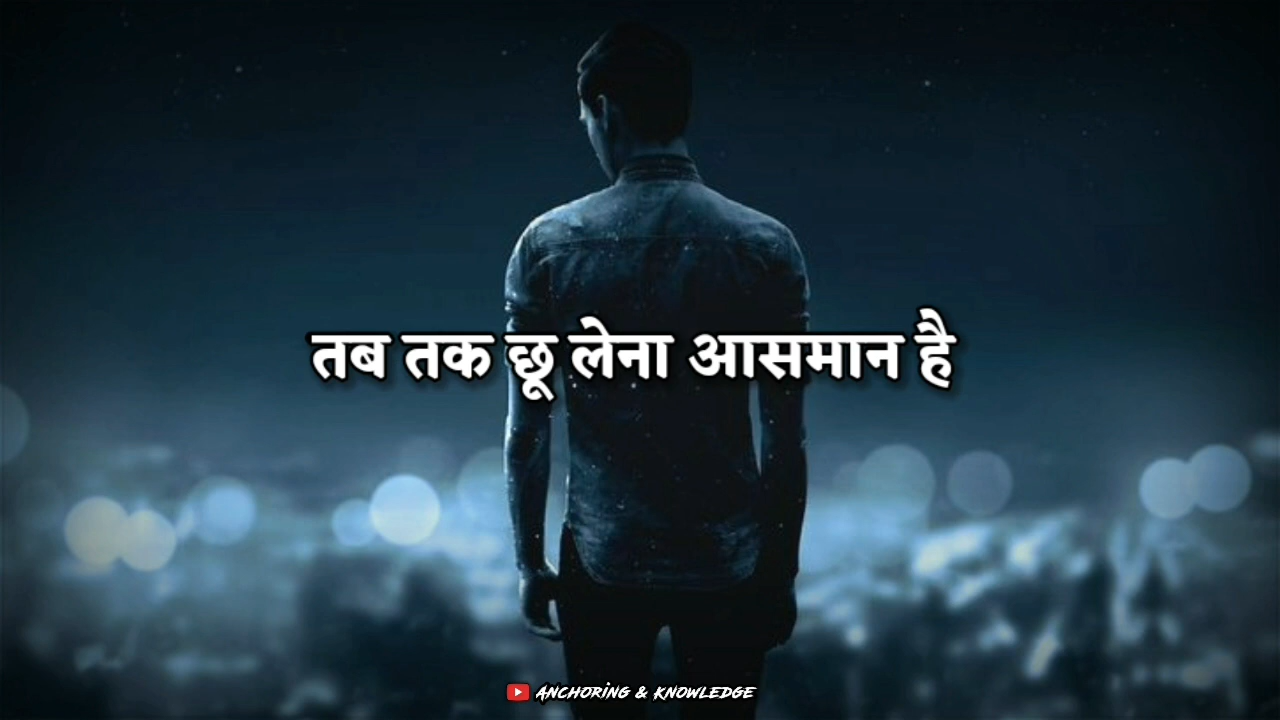 तब तक छू लेना आसमान है
ANCHORING & KNOWLEDGE